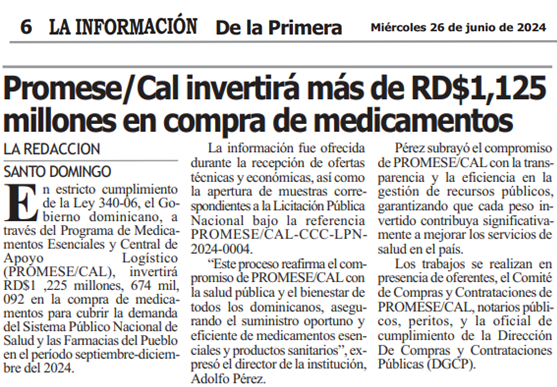 6 LA INFORMACIÓN De la Primera Miércoles 26 de junio de 2024
Promese/Cal invertirá más de RD$1,125
millones en compra de medicamentos
LA REDACCION
SANTO DOMINGO
En estricto cumplimiento
de la Ley 340-06, el Go-
bierno dominicano, a
través del Programa de Medica-
mentos Esenciales y Central de
Apoyo Logístico
(PROMESE/CAL), invertirá
RD$1 ,225 millones, 674 mil,
092 en la compra de medica-
mentos para cubrir la demanda
del Sistema Público Nacional de
Salud y las Farmacias del Pueblo
en el período septiembre-diciem-
bre del 2024.
La información fue ofrecida
durante la recepción de ofertas
técnicas y económicas, así como
la apertura de muestras corres-
pondientes a la Licitación Pública
Nacional bajo la referencia
PROMESE/CAL-CCC-LPN-
2024-0004.
“Este proceso reafirma el com-
promiso de PROMESE/CAL con
la salud pública y el bienestar de
todos los dominicanos, asegu-
rando el suministro oportuno y
eficiente de medicamentos esen-
ciales y productos sanitarios”, ex-
presó el director de la institución,
Adolfo Pérez.
Pérez subrayó el compromiso
de PROMESE/CAL con la trans-
parencia y la eficiencia en la
gestión de recursos públicos,
garantizando que cada peso in-
vertido contribuya significativa-
mente a mejorar los servicios de
salud en el país.
Los trabajos se realizan en
presencia de oferentes, el Comité
de Compras y Contrataciones de
PROMESE/CAL, notarios públi-
cos, peritos, y la oficial de
cumplimiento de la Dirección
De Compras y Contrataciones
Públicas (DGCP).